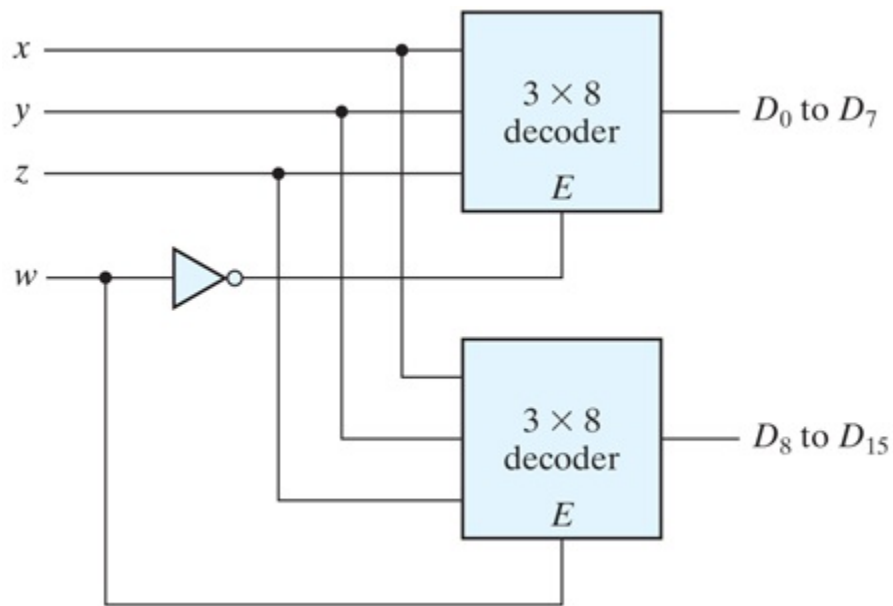 x
y
z
w
3 × 8
decoder
E
D₀ to D₇
3 × 8
decoder
E
D₈ to D₁₅